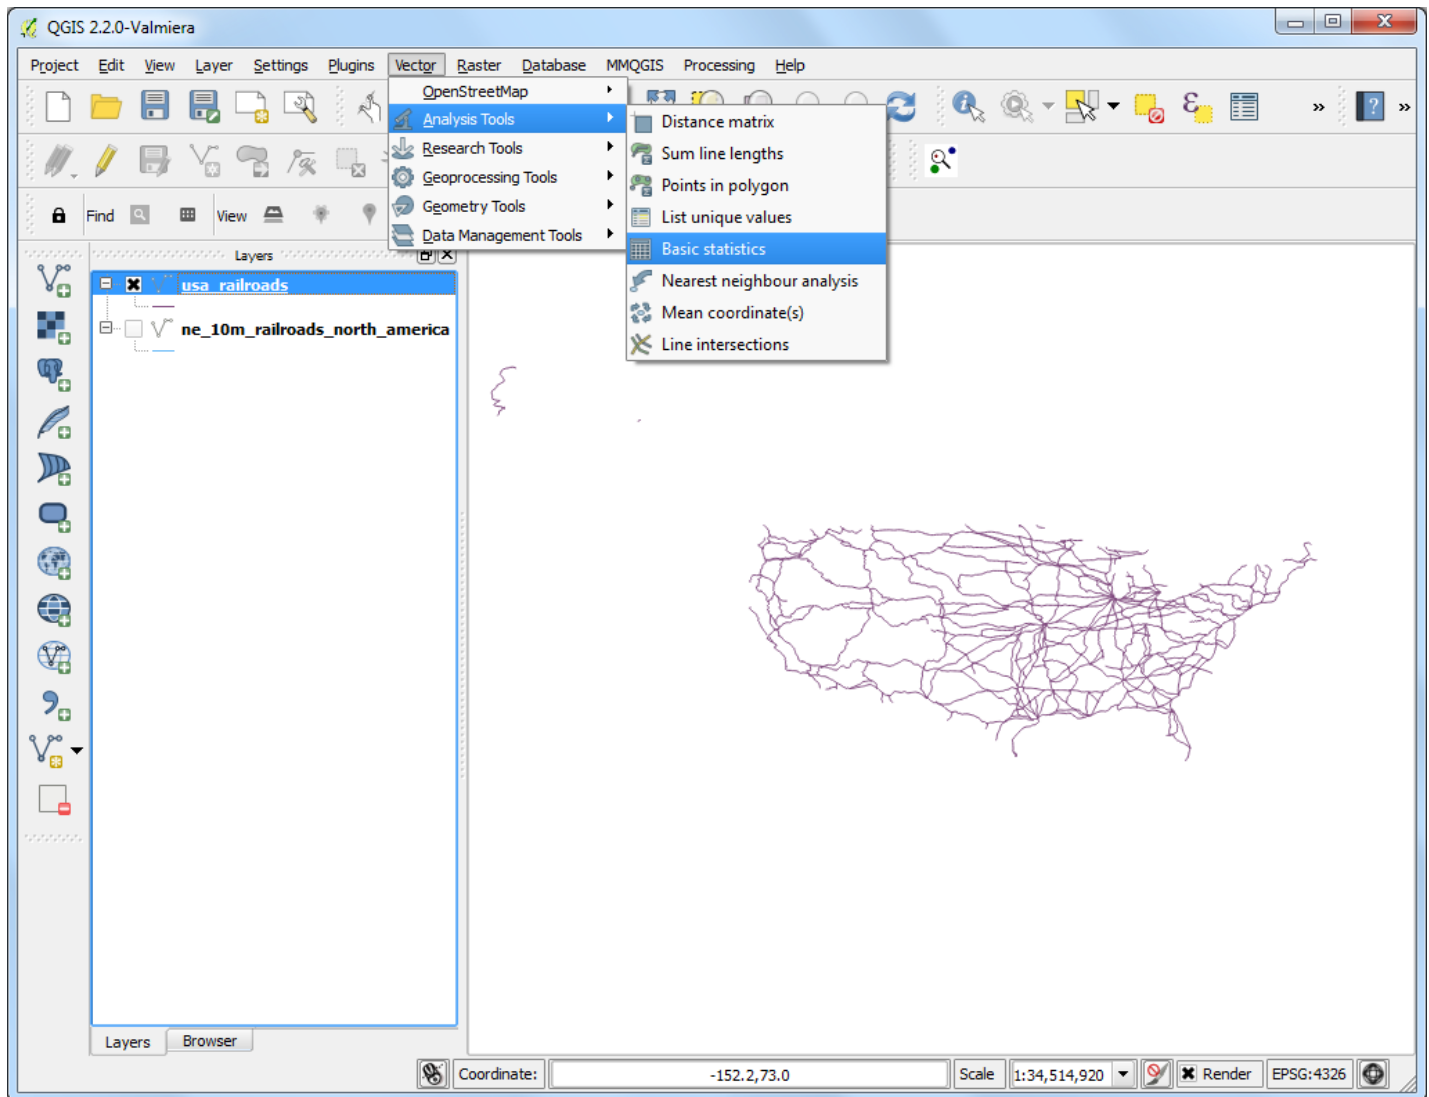 QGIS 2.2.0-Valmiera
Project Edit View Layer Settings Plugins Vector Raster Database MMQGIS Processing Help
OpenStreetMap
Analysis Tools
Research Tools
Geoprocessing Tools
Geometry Tools
Data Management Tools
Distance matrix
Sum line lengths
Points in polygon
List unique values
Basic statistics
Nearest neighbour analysis
Mean coordinate(s)
Line intersections
Find View
Layers
usa_railroads
ne_10m_railroads_north_america
Layers Browser
Coordinate: -152.2,73.0 Scale 1:34,514,920 Render EPSG:4326